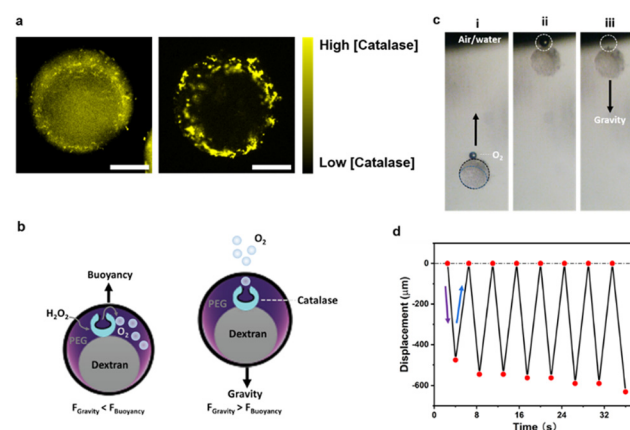 a
High [Catalase]
Low [Catalase]
c
i
ii
iii
Air/water
O2
Gravity
b
Buoyancy
H2O2
PEG
O2
Dextran
FGravity < FBuoyancy
O2
PEG
Catalase
Dextran
Gravity
FGravity > FBuoyancy
d
Displacement (μm)
0
-200
-400
-600
0
8
16
24
32
Time (s)